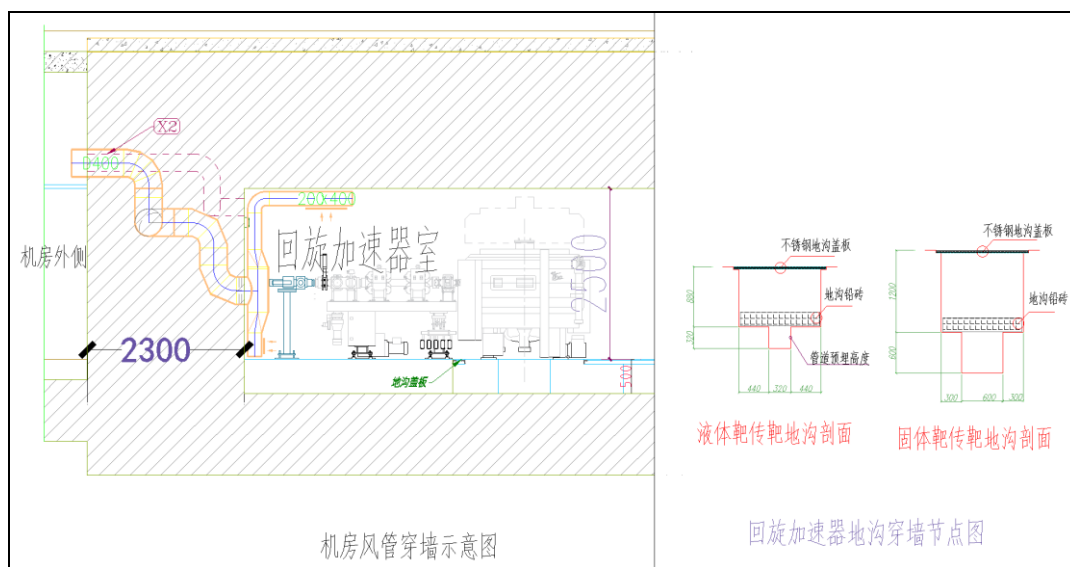 X2
D400
200x400
机房外侧
回旋加速器室
2500
2300
地沟盖板
500
机房风管穿墙示意图
不锈钢地沟盖板
地沟铅砖
管道预埋高度
320
440
320
440
液体靶传靶地沟剖面
不锈钢地沟盖板
1200
地沟铅砖
600
300
600
300
固体靶传靶地沟剖面
回旋加速器地沟穿墙节点图